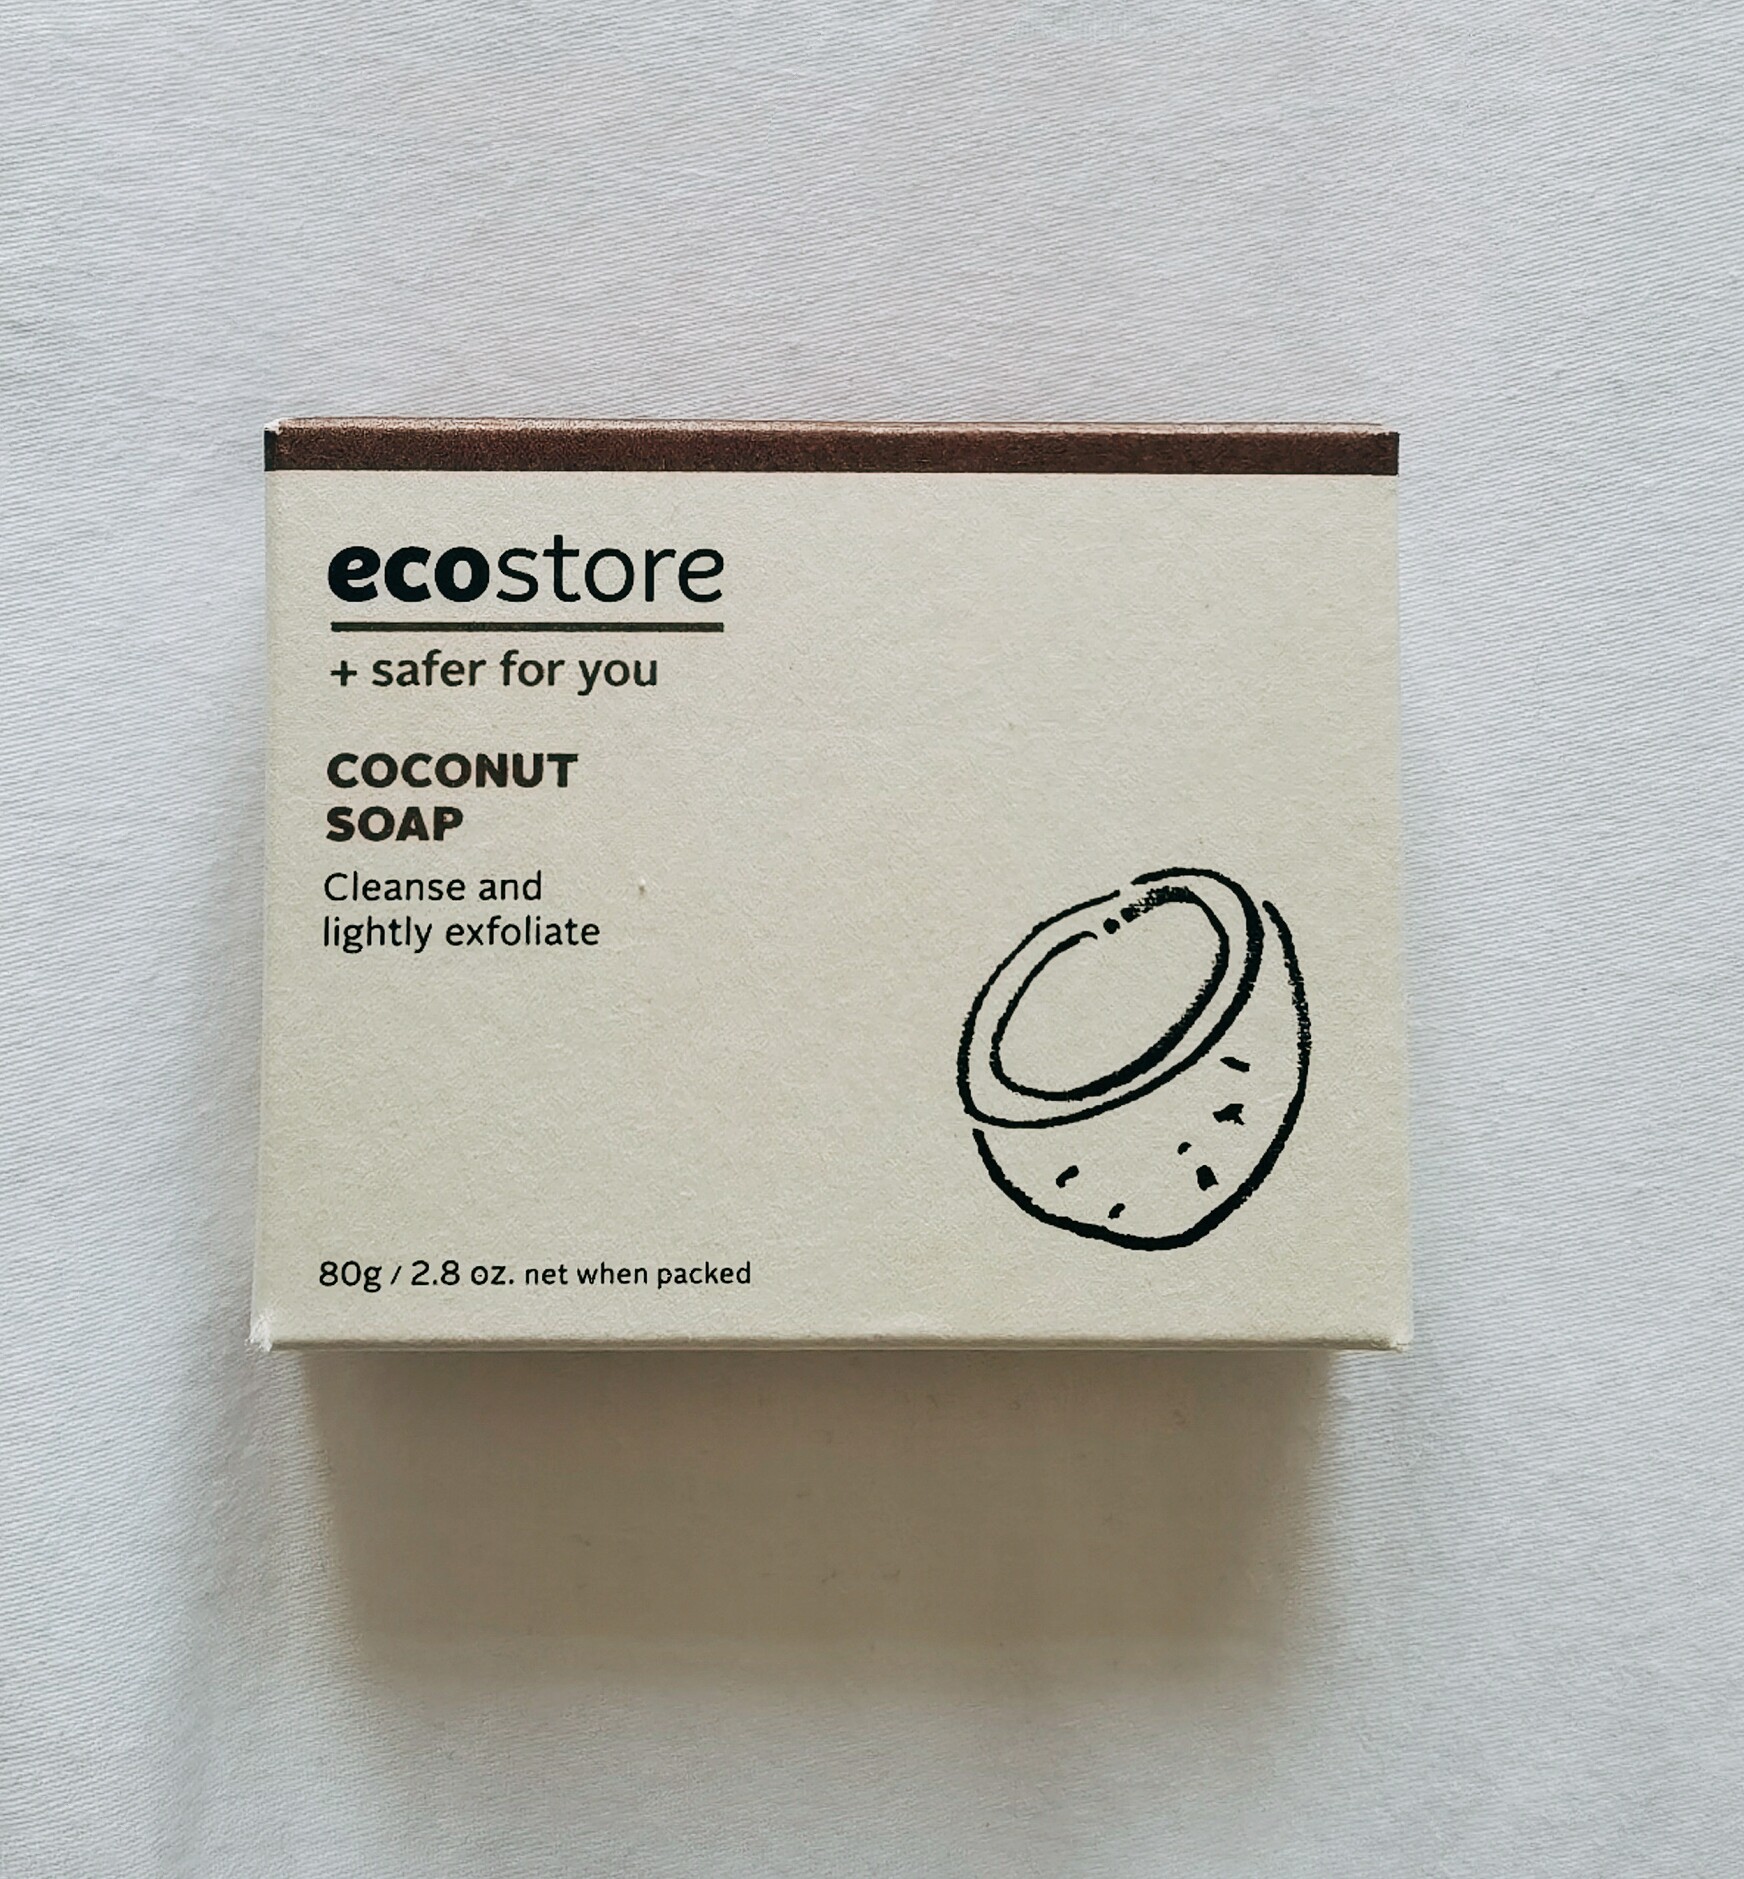 ecostore
+ safer for you
COCONUT
SOAP
Cleanse and
lightly exfoliate
80g / 2.8 oz. net when packed